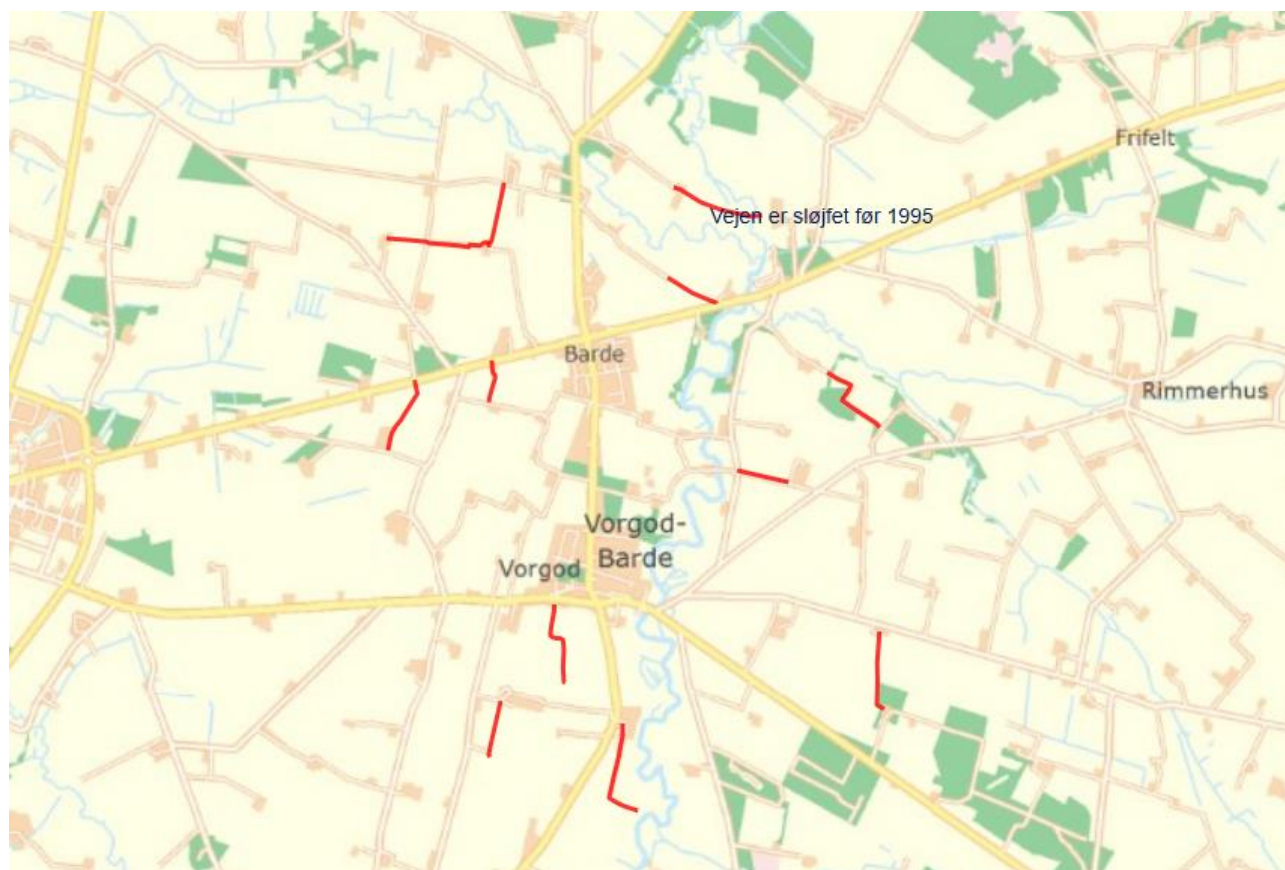 Frifelt
Vejen er sløjfet før 1995
Barde
Rimmerhus
Vorgod-
Barde
Vorgod